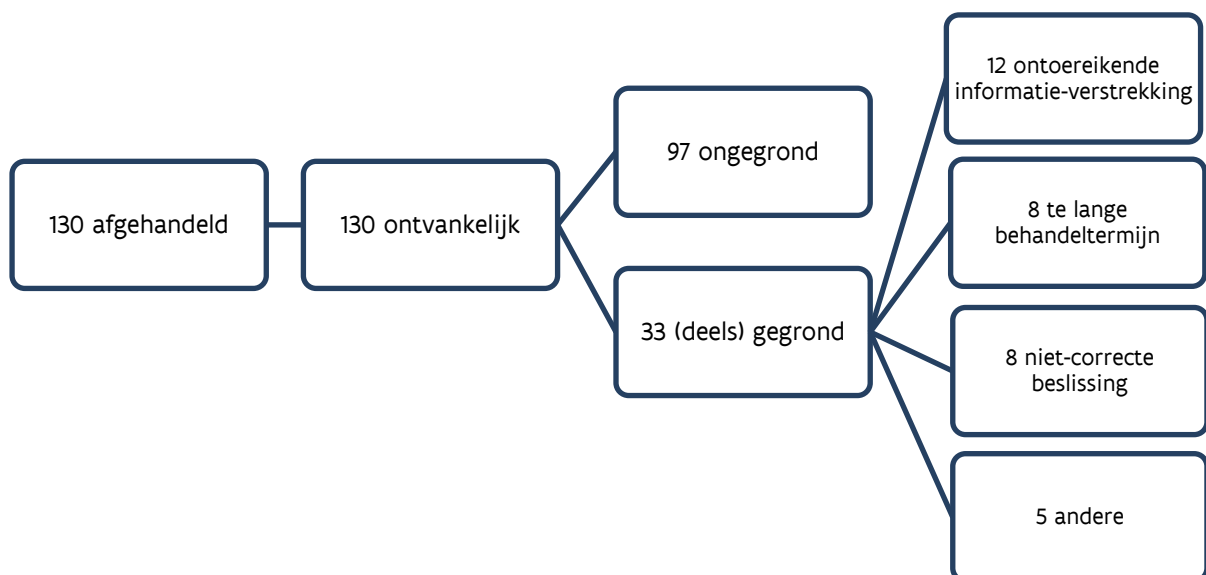 130 afgehandeld
130 ontvankelijk
97 ongegrond
33 (deels) gegrond
12 ontoereikende
informatie-verstrekking
8 te lange
behandeltermijn
8 niet-correcte
beslissing
5 andere